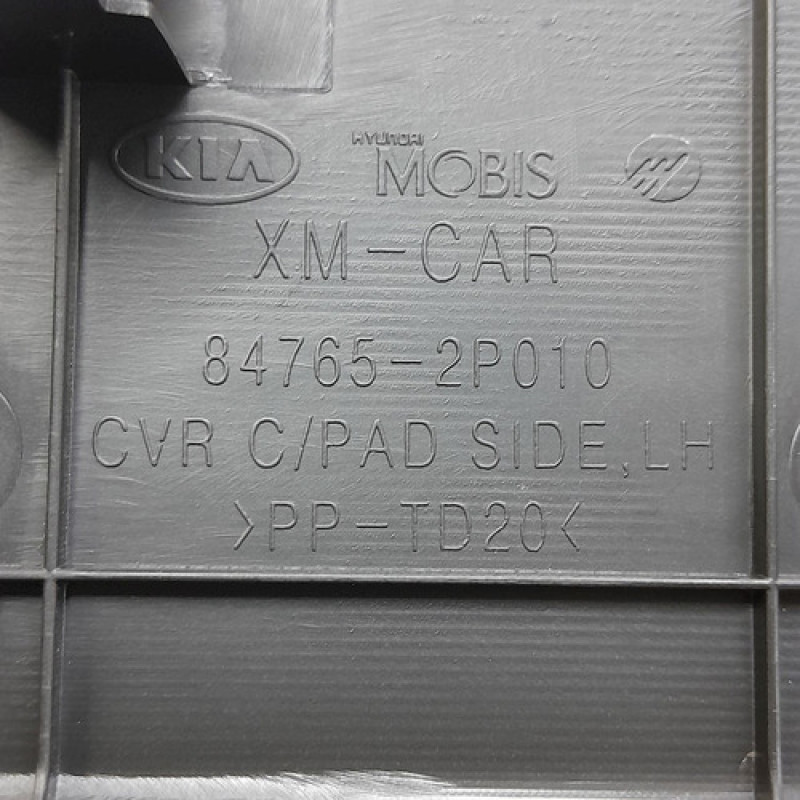 KIA HYUNDAI MOBIS
XM-CAR
84765-2P010
CVR C/PAD SIDE, LH
>PP-TD20<